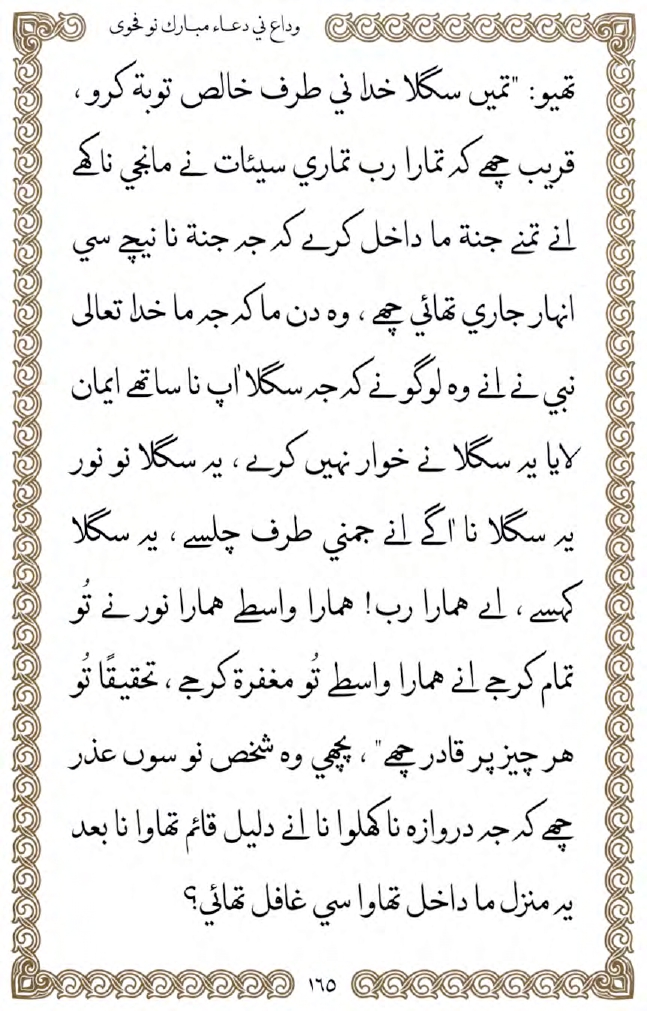 وداع ني دعاء مبارك نو فحوى
تهيو: "تميں سگلا خدا ني طرف خالص توبة كرو،
قريب چھے كہ تمارا رب تماري سيئات نے مانجي ناكھے
انے تمنے جنة ما داخل كرے كہ جہ جنة نا نيچے سي
انهار جاري تھائي چھے، وہ دن ما كہ جہ ما خدا تعالى
نبي نے انے وہ لوگو نے كہ جہ سگلا اٰپ نا ساتھے ايمان
لايا يہ سگلا نے خوار نہيں كرے، يہ سگلا نو نور
يہ سگلا نا اٰگے انے جمني طرف چلسے، يہ سگلا
كہسے، اے همارا رب! همارا واسطے همارا نور نے تُو
تمام كرجے انے همارا واسطے تُو مغفرة كرجے، تحقيقًا تُو
هر چيز پر قادر چھے"، پچھي وہ شخص نو سوں عذر
چھے كہ جہ دروازہ نا كھلوا نا انے دليل قائم تھاوا نا بعد
يہ منزل ما داخل تھاوا سي غافل تھائي؟
١٦٥